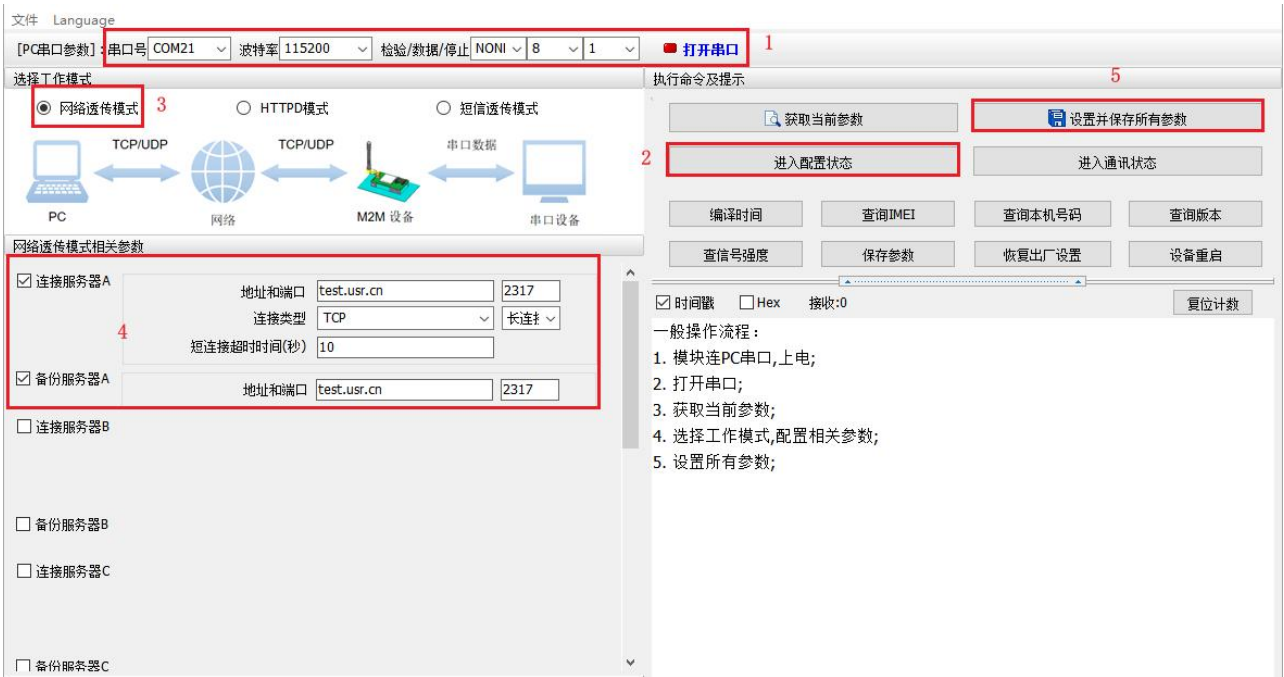 文件 Language
[PC串口参数]:串口号 COM21 波特率 115200 检验/数据/停止 NONI 8 1 打开串口 1
选择工作模式
网络透传模式 3 HTTPD模式 短信透传模式
TCP/UDP TCP/UDP 串口数据
PC 网络 M2M 设备 串口设备
网络透传模式相关参数
连接服务器A
地址和端口 test.usr.cn 2317
连接类型 TCP 长连接
4
短连接超时时间(秒) 10
备份服务器A
地址和端口 test.usr.cn 2317
连接服务器B
备份服务器B
连接服务器C
备份服务器C
执行命令及提示 5
获取当前参数 设置并保存所有参数
2 进入配置状态 进入通讯状态
编译时间 查询IMEI 查询本机号码 查询版本
查信号强度 保存参数 恢复出厂设置 设备重启
时间戳 Hex 接收:0 复位计数
一般操作流程:
1. 模块连PC串口,上电;
2. 打开串口;
3. 获取当前参数;
4. 选择工作模式,配置相关参数;
5. 设置所有参数;